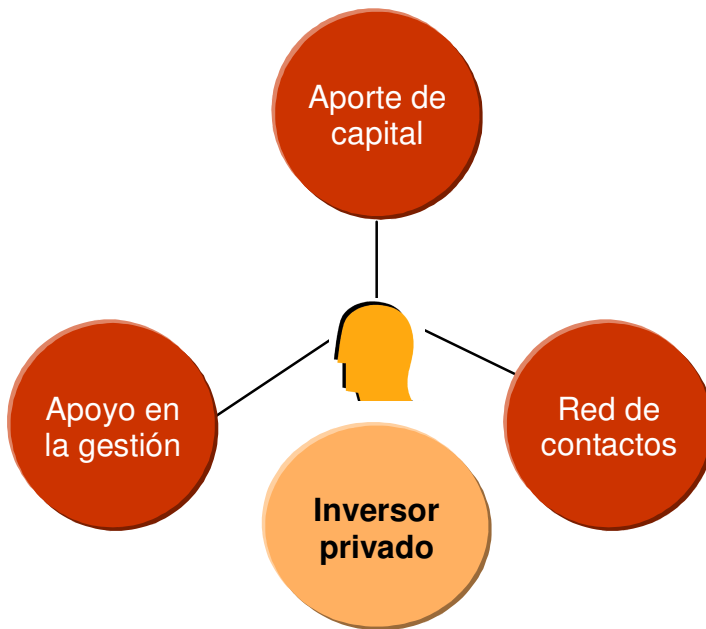 Aporte de
capital
Apoyo en
la gestión
Red de
contactos
Inversor
privado